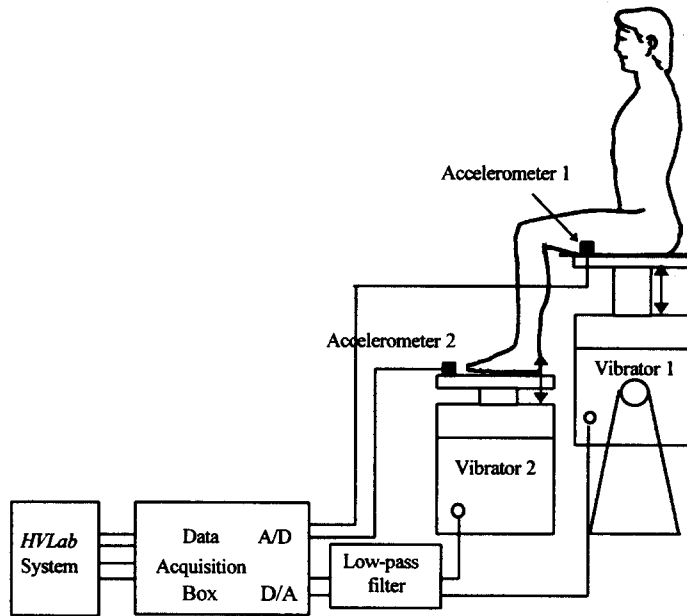 Accelerometer 1
Accelerometer 2
Vibrator 1
Vibrator 2
HVLab
System
Data A/D
Acquisition
Box D/A
Low-pass
filter